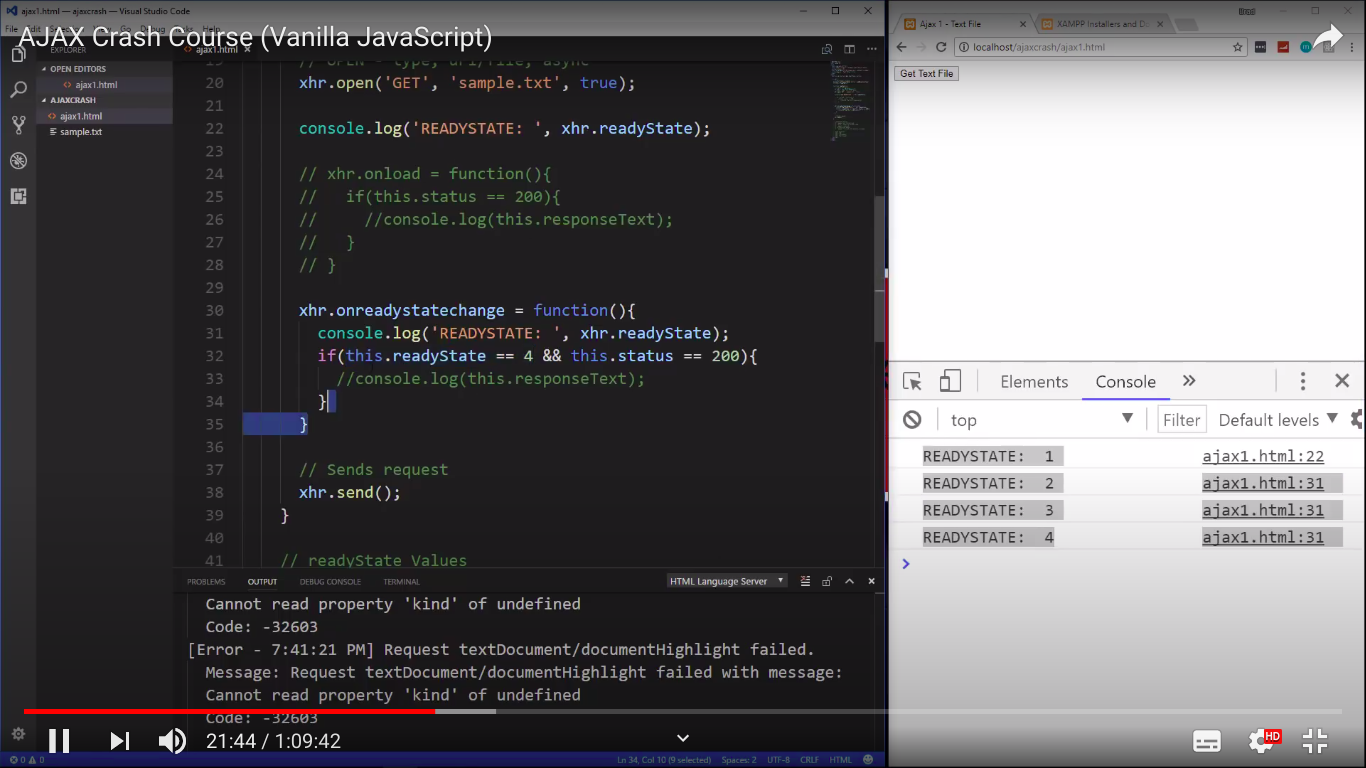 ajax1.html — ajaxcrash — Visual Studio Code
AJAX Crash Course (Vanilla JavaScript)
EXPLORER
OPEN EDITORS
ajax1.html
AJAXCRASH
ajax1.html
sample.txt
ajax1.html
19 // OPEN - type, url/file, async
20 xhr.open('GET', 'sample.txt', true);
21
22 console.log('READYSTATE: ', xhr.readyState);
23
24 // xhr.onload = function(){
25 //   if(this.status == 200){
26 //     //console.log(this.responseText);
27 //   }
28 // }
29
30 xhr.onreadystatechange = function(){
31 console.log('READYSTATE: ', xhr.readyState);
32 if(this.readyState == 4 && this.status == 200){
33 //console.log(this.responseText);
34 }
35 }
36
37 // Sends request
38 xhr.send();
39 }
40
41 // readyState Values
PROBLEMS OUTPUT DEBUG CONSOLE TERMINAL HTML Language Server
Cannot read property 'kind' of undefined
Code: -32603
[Error - 7:41:21 PM] Request textDocument/documentHighlight failed.
Message: Request textDocument/documentHighlight failed with message:
Cannot read property 'kind' of undefined
Code: -32603
21:44 / 1:09:42
HD
0 0 Ln 34, Col 10 (9 selected) Spaces: 2 UTF-8 CRLF HTML
Ajax 1 - Text File XAMPP Installers and Do
Brad
localhost/ajaxcrash/ajax1.html
Get Text File
Elements Console »
top Filter Default levels
READYSTATE: 1 ajax1.html:22
READYSTATE: 2 ajax1.html:31
READYSTATE: 3 ajax1.html:31
READYSTATE: 4 ajax1.html:31
>